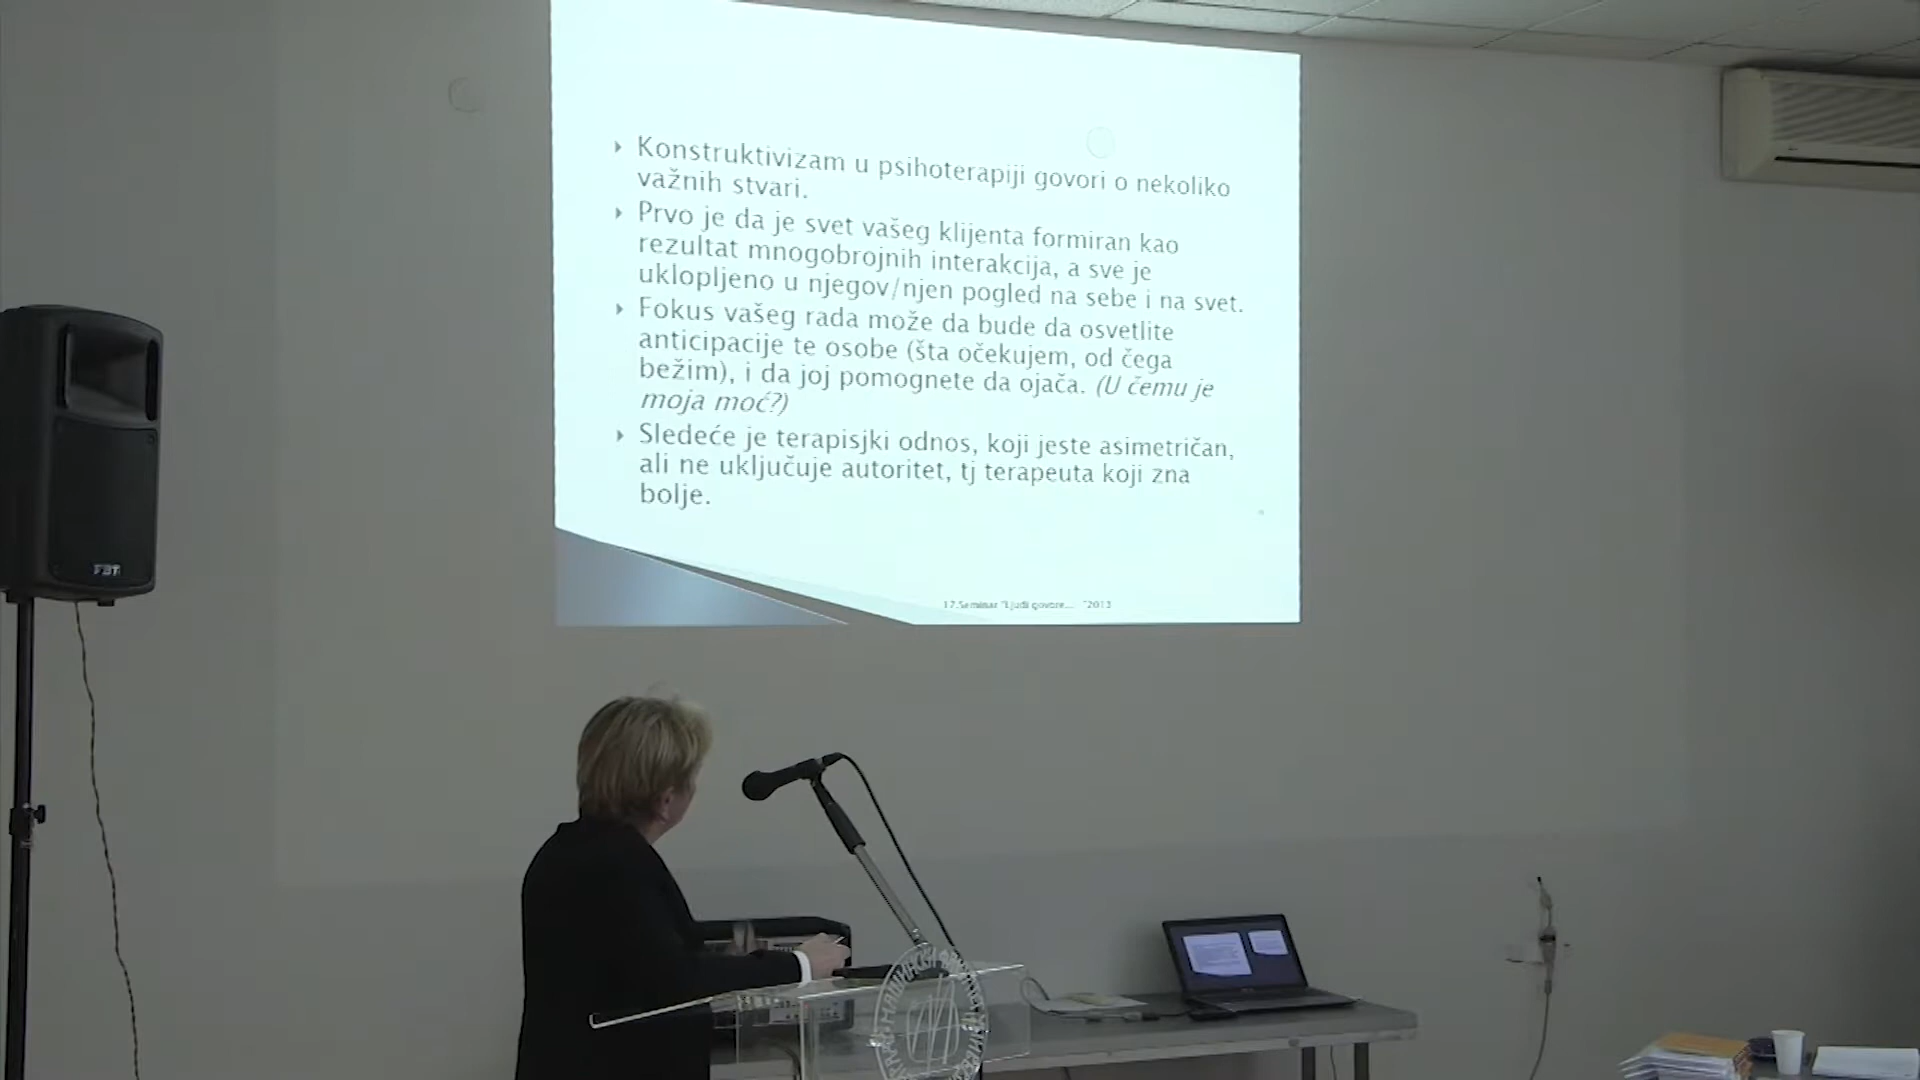 Konstruktivizam u psihoterapiji govori o nekoliko
važnih stvari.
Prvo je da je svet vašeg klijenta formiran kao
rezultat mnogobrojnih interakcija, a sve je
uklopljeno u njegov/njen pogled na sebe i na svet.
Fokus vašeg rada može da bude da osvetlite
anticipacije te osobe (šta očekujem, od čega
bežim), i da joj pomognete da ojača. (U čemu je
moja moć?)
Sledeće je terapisjki odnos, koji jeste asimetričan,
ali ne uključuje autoritet, tj terapeuta koji zna
bolje.
17.Seminar "Ljudi govore... "2013
FBT